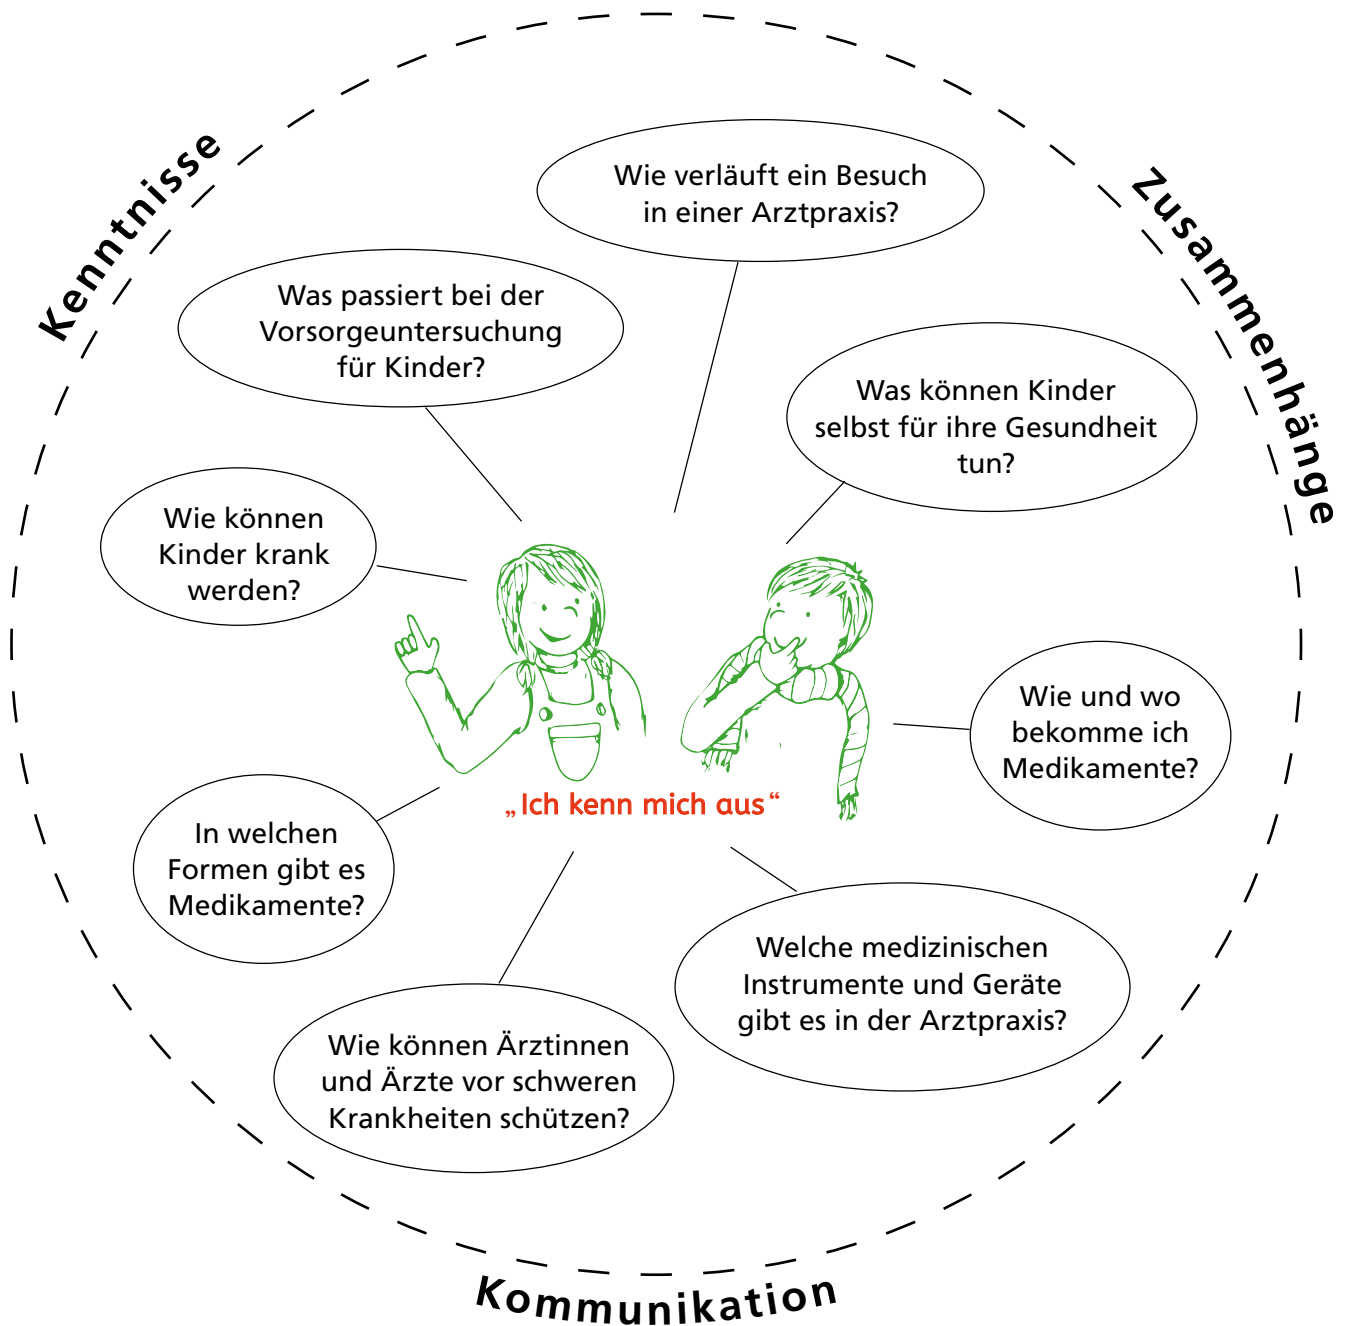 Kenntnisse
Zusammenhänge
Wie verläuft ein Besuch
in einer Arztpraxis?
Was passiert bei der
Vorsorgeuntersuchung
für Kinder?
Was können Kinder
selbst für ihre Gesundheit
tun?
Wie können
Kinder krank
werden?
Wie und wo
bekomme ich
Medikamente?
„Ich kenn mich aus“
In welchen
Formen gibt es
Medikamente?
Welche medizinischen
Instrumente und Geräte
gibt es in der Arztpraxis?
Wie können Ärztinnen
und Ärzte vor schweren
Krankheiten schützen?
Kommunikation